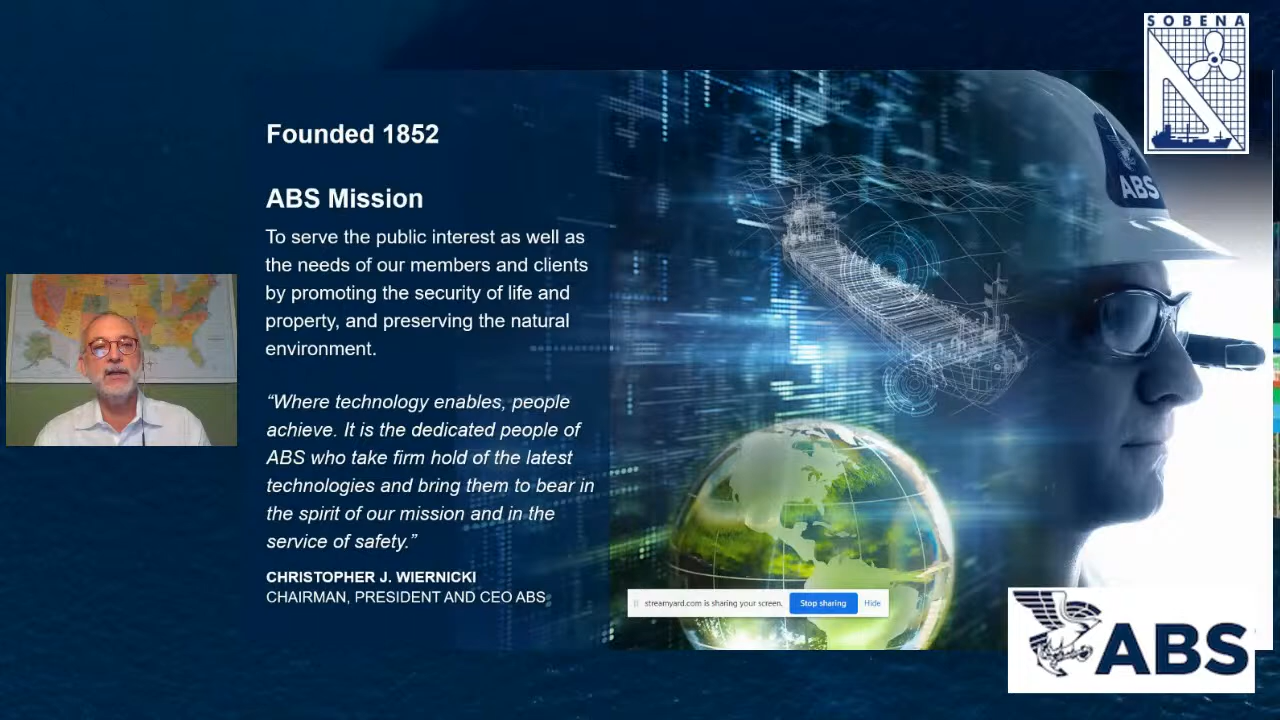 SOBENA
Founded 1852
ABS Mission
To serve the public interest as well as
the needs of our members and clients
by promoting the security of life and
property, and preserving the natural
environment.
“Where technology enables, people
achieve. It is the dedicated people of
ABS who take firm hold of the latest
technologies and bring them to bear in
the spirit of our mission and in the
service of safety.”
CHRISTOPHER J. WIERNICKI
CHAIRMAN, PRESIDENT AND CEO ABS
ABS
streamyard.com is sharing your screen.
Stop sharing
Hide
ABS